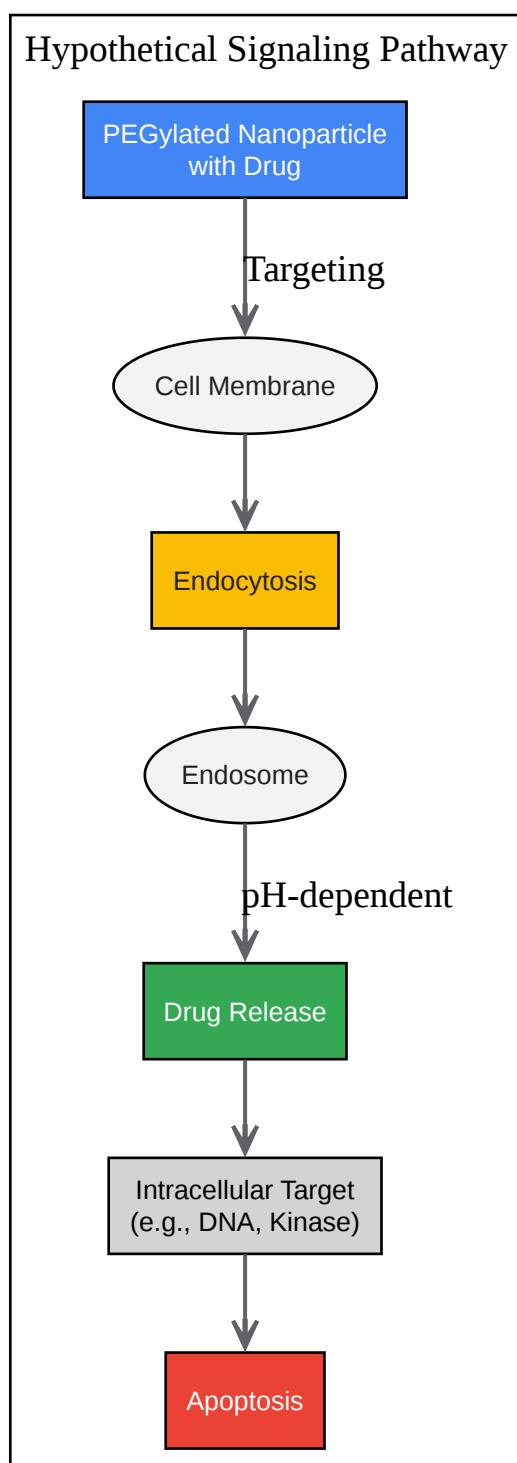 Hypothetical Signaling Pathway
PEGylated Nanoparticle
with Drug
Targeting
Cell Membrane
Endocytosis
Endosome
pH-dependent
Drug Release
Intracellular Target
(e.g., DNA, Kinase)
Apoptosis